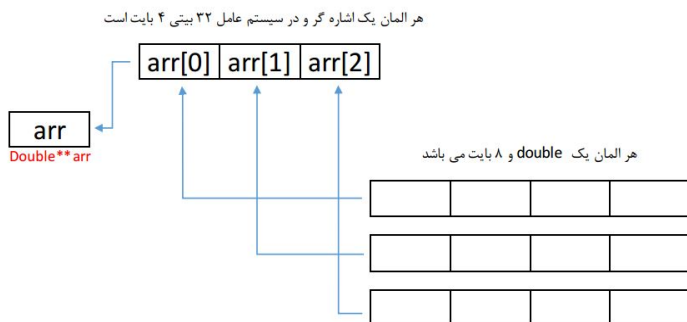 هر المان یک اشاره گر و در سیستم عامل ۳۲ بیتی ۴ بایت است
arr[0] arr[1] arr[2]
arr
Double** arr
هر المان یک double و ۸ بایت می باشد